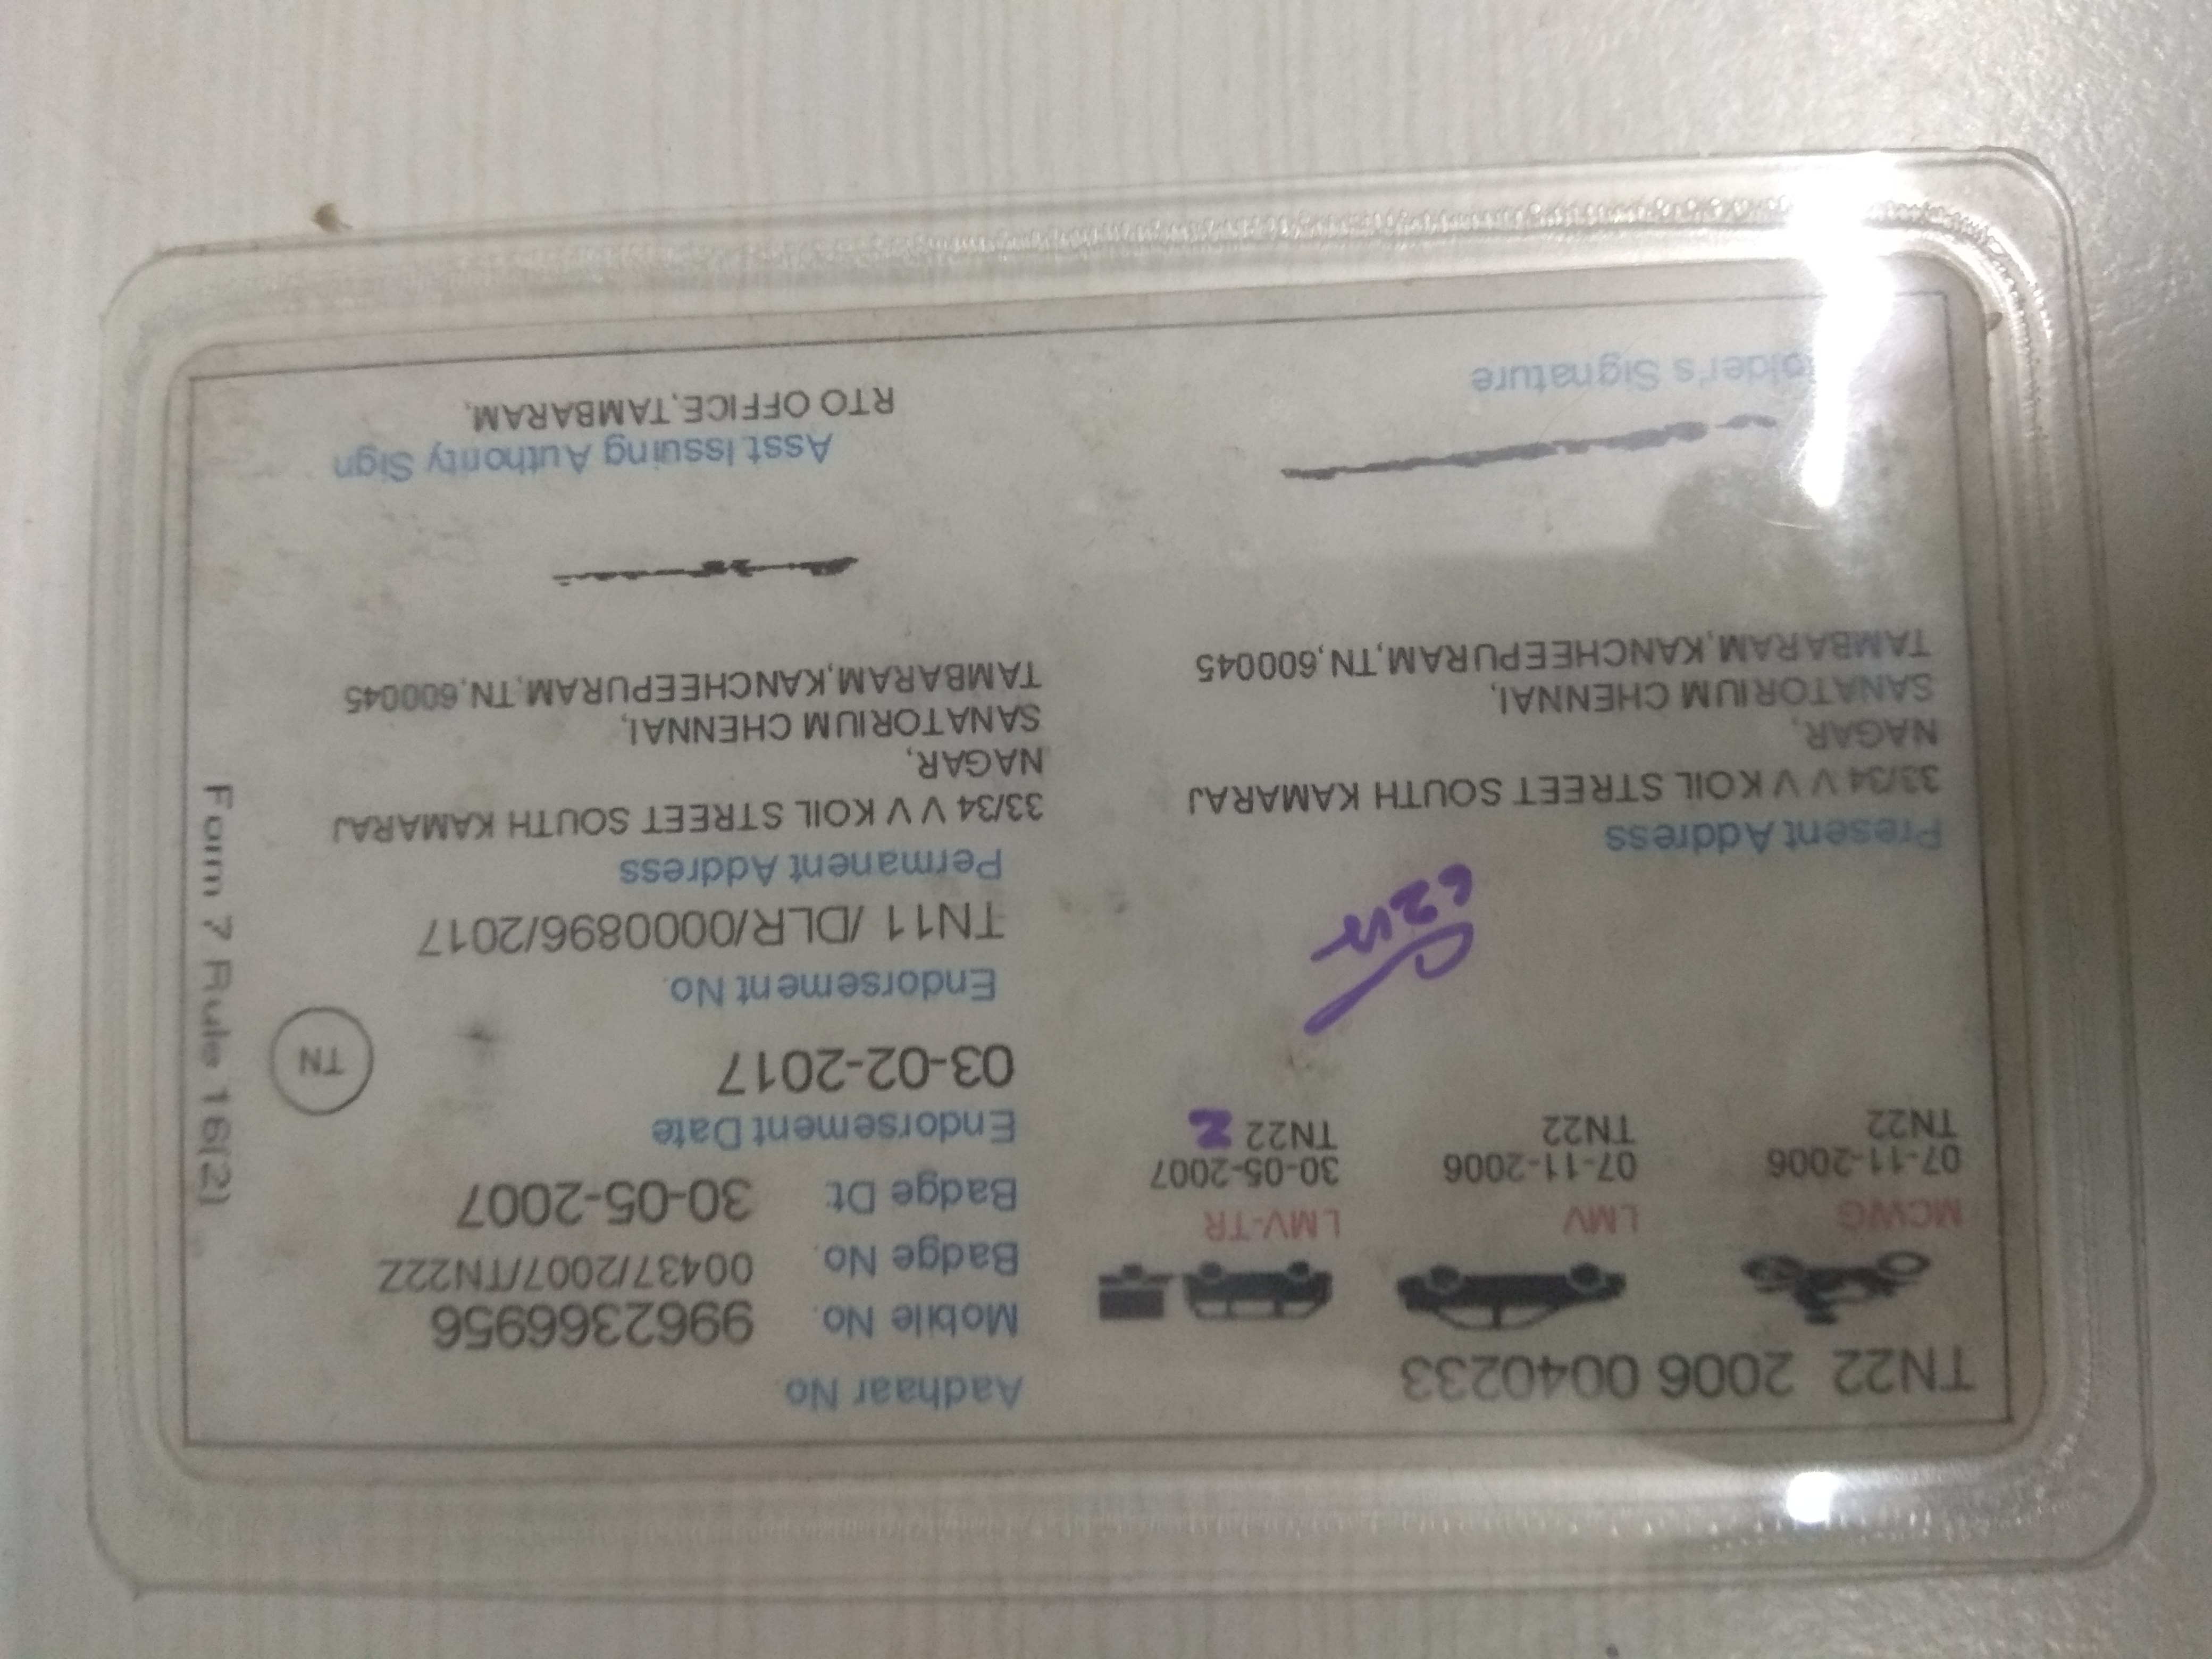 TN22 2006 0040233
MCWG
07-11-2006
TN22
LMV
07-11-2006
TN22
LMV-TR
30-05-2007
TN22 Z
Present Address
33/34 V V KOIL STREET SOUTH KAMARAJ
NAGAR,
SANATORIUM CHENNAI,
TAMBARAM,KANCHEEPURAM,TN,600045
Holder's Signature
Aadhaar No.
Mobile No. 9962366956
Badge No. 00437/2007/TN22Z
Badge Dt. 30-05-2007
Endorsement Date
03-02-2017
Endorsement No.
TN11 /DLR/0000896/2017
Permanent Address
33/34 V V KOIL STREET SOUTH KAMARAJ
NAGAR,
SANATORIUM CHENNAI,
TAMBARAM,KANCHEEPURAM,TN,600045
Asst Issuing Authority Sign
RTO OFFICE,TAMBARAM,
TN
Form 7 Rule 16(2)